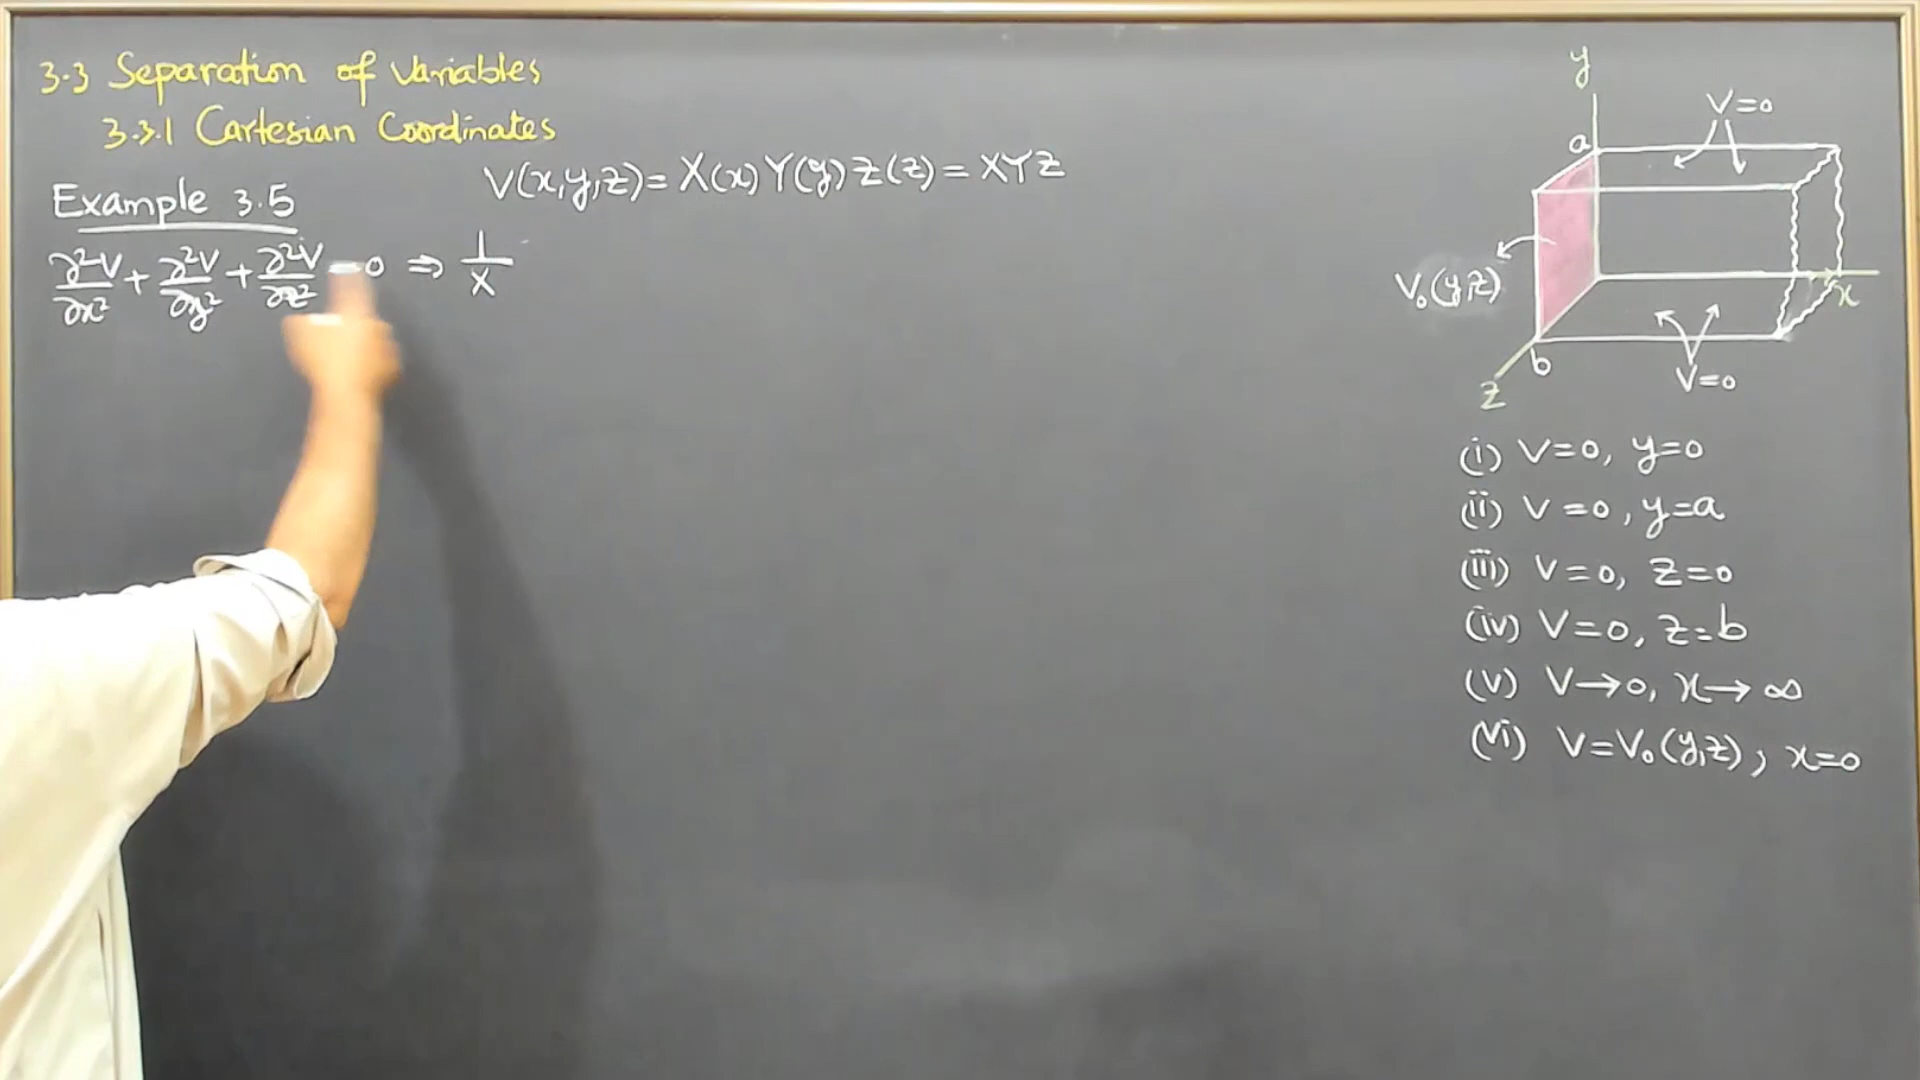 3.3 Separation of Variables
3.3.1 Cartesian Coordinates
Example 3.5
V(x,y,z) = X(x) Y(y) Z(z) = XYZ
∂²V/∂x² + ∂²V/∂y² + ∂²V/∂z² = 0 ⇒ 1/X
y
V=0
a
V₀(y,z)
x
b
V=0
z
(i) V=0, y=0
(ii) V=0, y=a
(iii) V=0, z=0
(iv) V=0, z=b
(v) V→0, x→∞
(vi) V=V₀(y,z), x=0